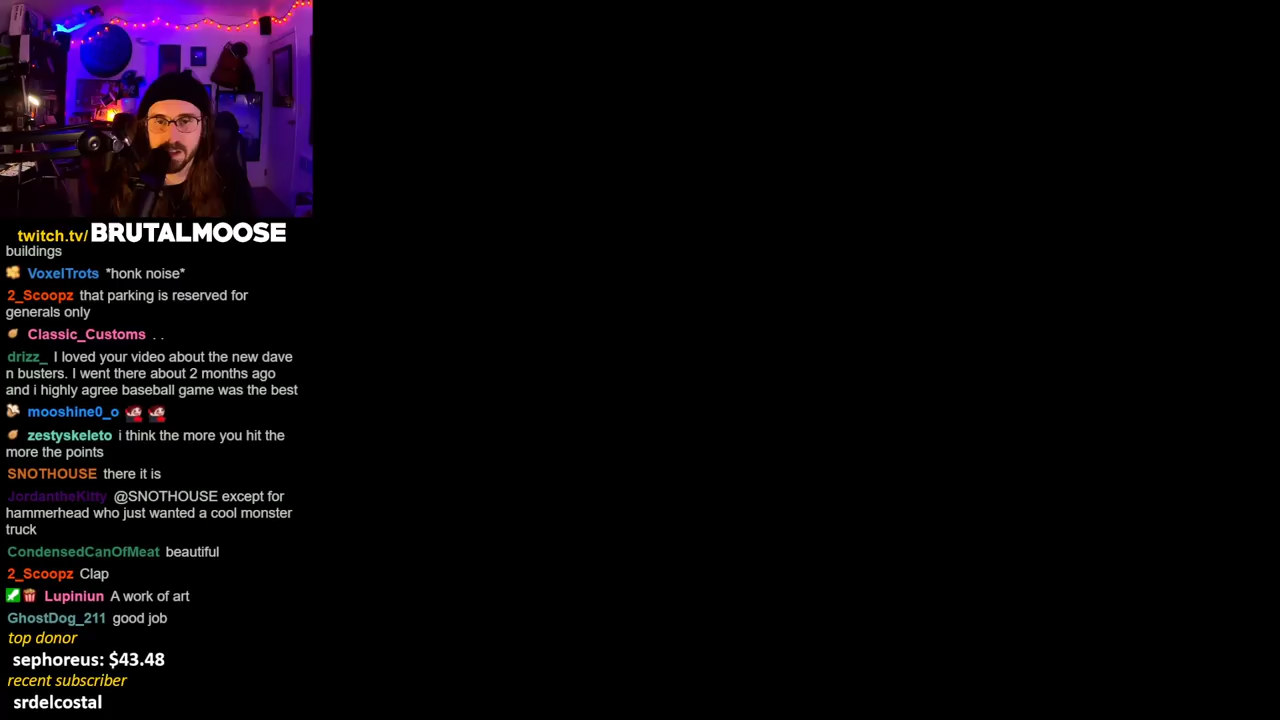 twitch.tv/BRUTALMOOSE
buildings
VoxelTrots *honk noise*
2_Scoopz that parking is reserved for
generals only
Classic_Customs . .
drizz_ I loved your video about the new dave
n busters. I went there about 2 months ago
and i highly agree baseball game was the best
mooshine0_o
zestyskeleto i think the more you hit the
more the points
SNOTHOUSE there it is
JordantheKitty @SNOTHOUSE except for
hammerhead who just wanted a cool monster
truck
CondensedCanOfMeat beautiful
2_Scoopz Clap
Lupiniun A work of art
GhostDog_211 good job
top donor
sephoreus: $43.48
recent subscriber
srdelcostal